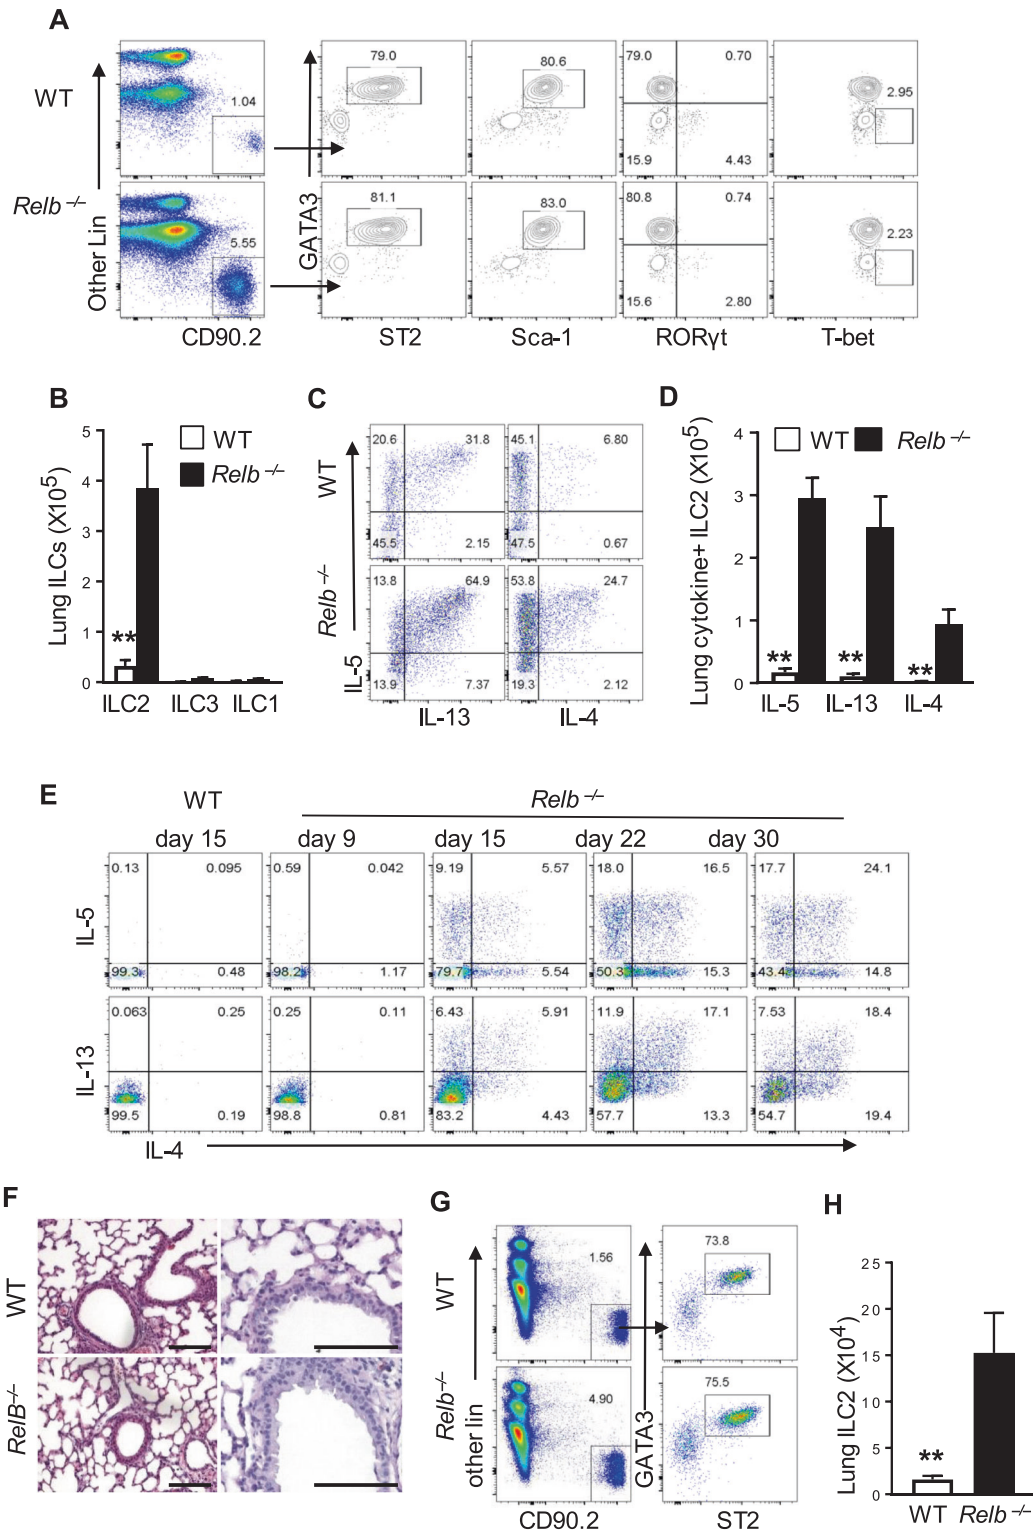 A
WT
Relb –/–
Other Lin
GATA3
1.04
79.0
80.6
79.0 0.70
15.9 4.43
2.95
5.55
81.1
83.0
80.8 0.74
15.6 2.80
2.23
CD90.2 ST2 Sca-1 RORγt T-bet
B
Lung ILCs (X10⁵)
5
4
3
2
1
0
WT
Relb –/–
**
ILC2 ILC3 ILC1
C
WT
Relb –/–
IL-5
20.6 31.8
45.5 2.15
45.1 6.80
47.5 0.67
13.8 64.9
13.9 7.37
53.8 24.7
19.3 2.12
IL-13 IL-4
D
Lung cytokine+ ILC2 (X10⁵)
4
3
2
1
0
WT Relb –/–
** ** **
IL-5 IL-13 IL-4
E
WT Relb –/–
day 15 day 9 day 15 day 22 day 30
IL-5
0.13 0.095 0.59 0.042 9.19 5.57 18.0 16.5 17.7 24.1
99.3 0.48 98.2 1.17 79.7 5.54 50.3 15.3 43.4 14.8
IL-13
0.063 0.25 0.25 0.11 6.43 5.91 11.9 17.1 7.53 18.4
99.5 0.19 98.8 0.81 83.2 4.43 57.7 13.3 54.7 19.4
IL-4
F
WT
RelB–/–
G
WT
Relb–/–
other lin
GATA3
1.56
73.8
4.90
75.5
CD90.2 ST2
H
Lung ILC2 (X10⁴)
25
20
15
10
5
0
**
WT Relb –/–